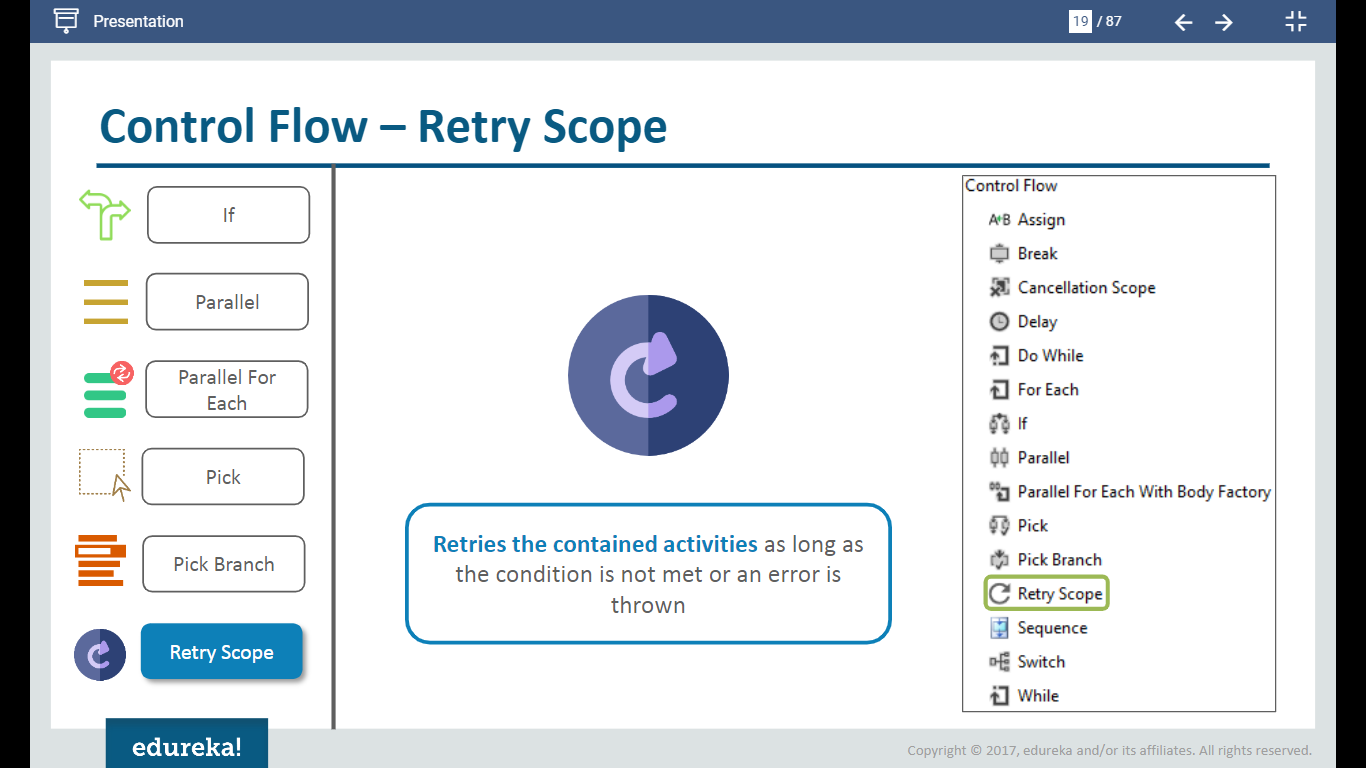 Presentation
19 / 87
Control Flow – Retry Scope
If
Parallel
Parallel For
Each
Pick
Pick Branch
Retry Scope
Retries the contained activities as long as
the condition is not met or an error is
thrown
Control Flow
A+B Assign
Break
Cancellation Scope
Delay
Do While
For Each
If
Parallel
Parallel For Each With Body Factory
Pick
Pick Branch
Retry Scope
Sequence
Switch
While
edureka!
Copyright © 2017, edureka and/or its affiliates. All rights reserved.